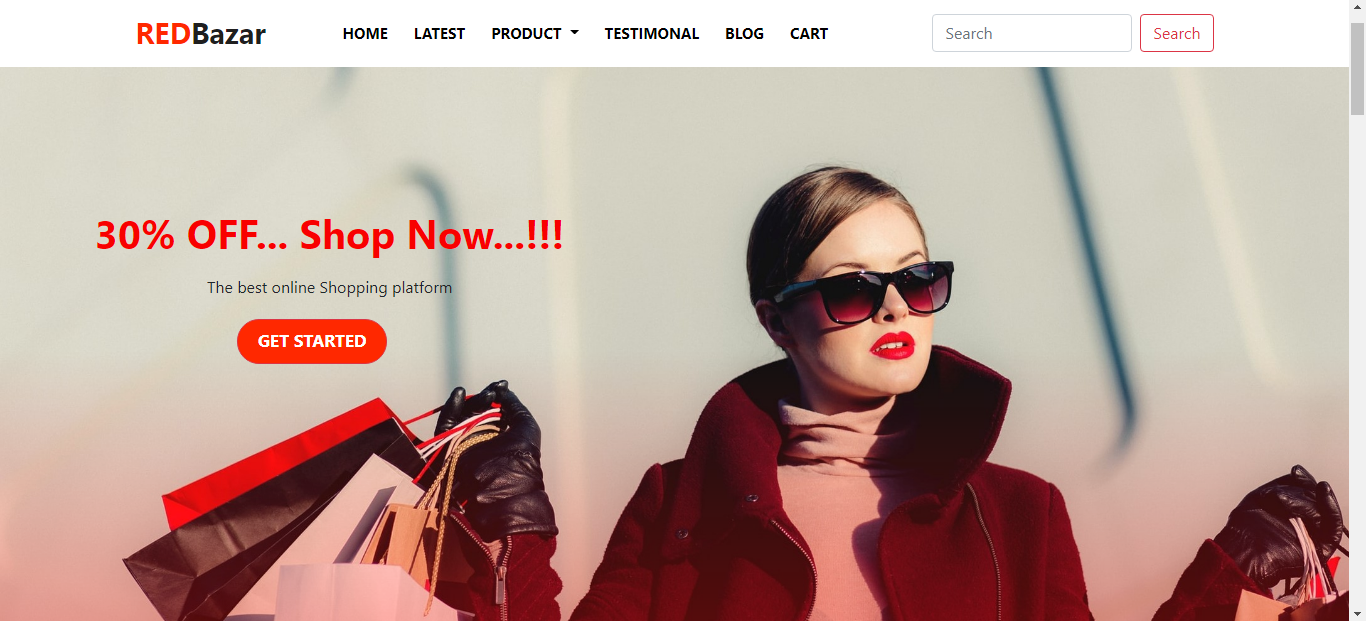 REDBazar HOME LATEST PRODUCT TESTIMONAL BLOG CART Search Search
30% OFF... Shop Now...!!!
The best online Shopping platform
GET STARTED